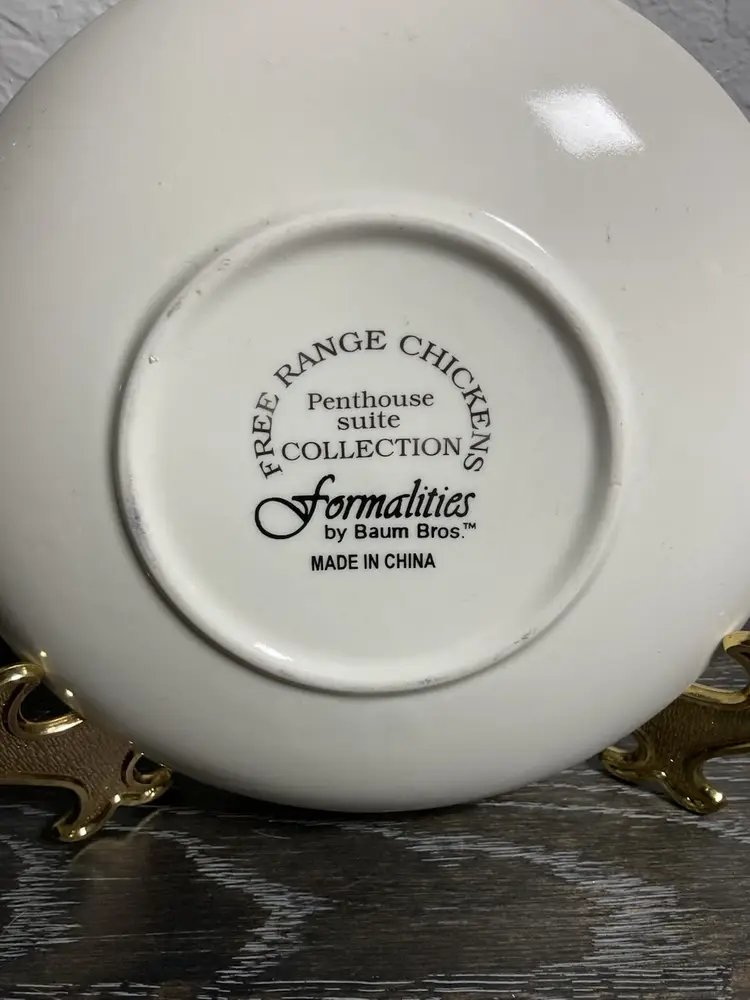 FREE RANGE CHICKENS
Penthouse
suite
COLLECTION
formalities
by Baum Bros.™
MADE IN CHINA